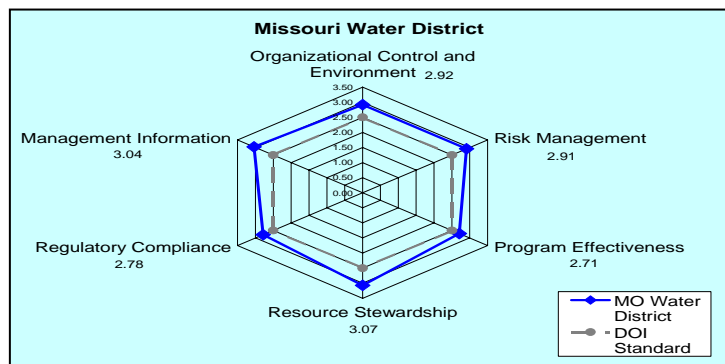 Missouri Water District
Organizational Control and
Environment 2.92
3.50
3.00
2.50
2.00
1.50
1.00
0.50
0.00
Management Information
3.04
Risk Management
2.91
Regulatory Compliance
2.78
Program Effectiveness
2.71
Resource Stewardship
3.07
MO Water
District
DOI
Standard